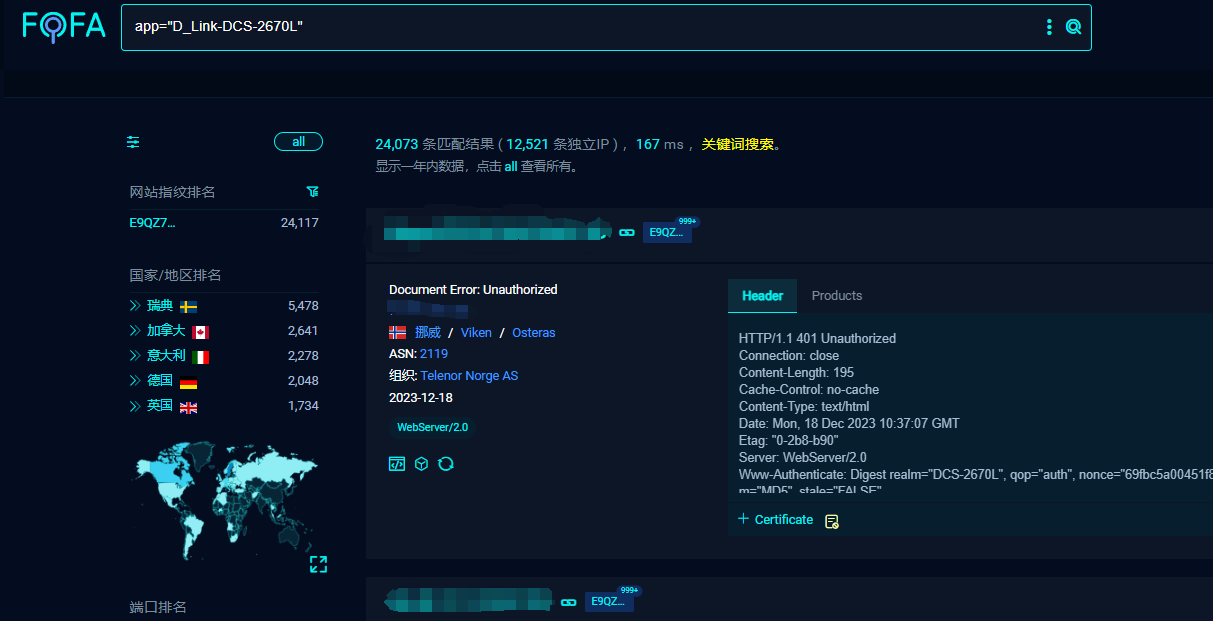 FOFA
app="D_Link-DCS-2670L"
all
24,073 条匹配结果 ( 12,521 条独立IP ) ，167 ms ，关键词搜索。
显示一年内数据，点击 all 查看所有。
网站指纹排名
E9QZ7... 24,117
国家/地区排名
瑞典 5,478
加拿大 2,641
意大利 2,278
德国 2,048
英国 1,734
端口排名
E9QZ... 999+
Document Error: Unauthorized
挪威 / Viken / Osteras
ASN: 2119
组织: Telenor Norge AS
2023-12-18
WebServer/2.0
Header Products
HTTP/1.1 401 Unauthorized
Connection: close
Content-Length: 195
Cache-Control: no-cache
Content-Type: text/html
Date: Mon, 18 Dec 2023 10:37:07 GMT
Etag: "0-2b8-b90"
Server: WebServer/2.0
Www-Authenticate: Digest realm="DCS-2670L", qop="auth", nonce="69fbc5a00451f8
m="MD5", stale="FALSE"
+ Certificate
E9QZ... 999+